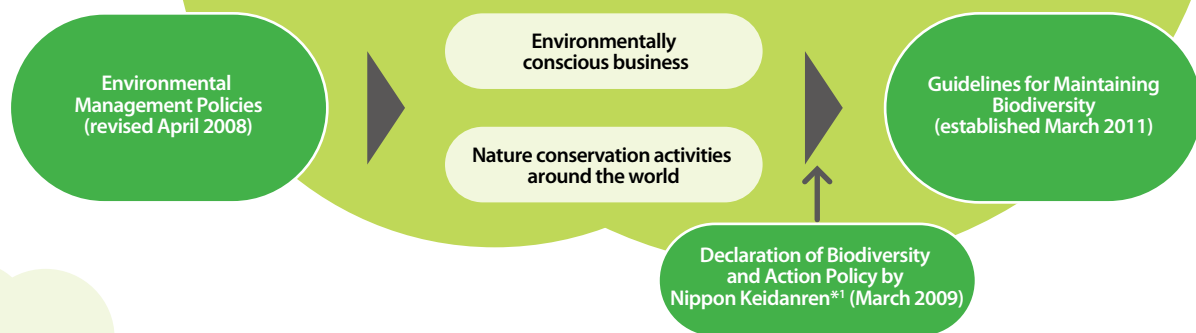 Environmental
Management Policies
(revised April 2008)
Environmentally
conscious business
Nature conservation activities
around the world
Guidelines for Maintaining
Biodiversity
(established March 2011)
Declaration of Biodiversity
and Action Policy by
Nippon Keidanren*1 (March 2009)